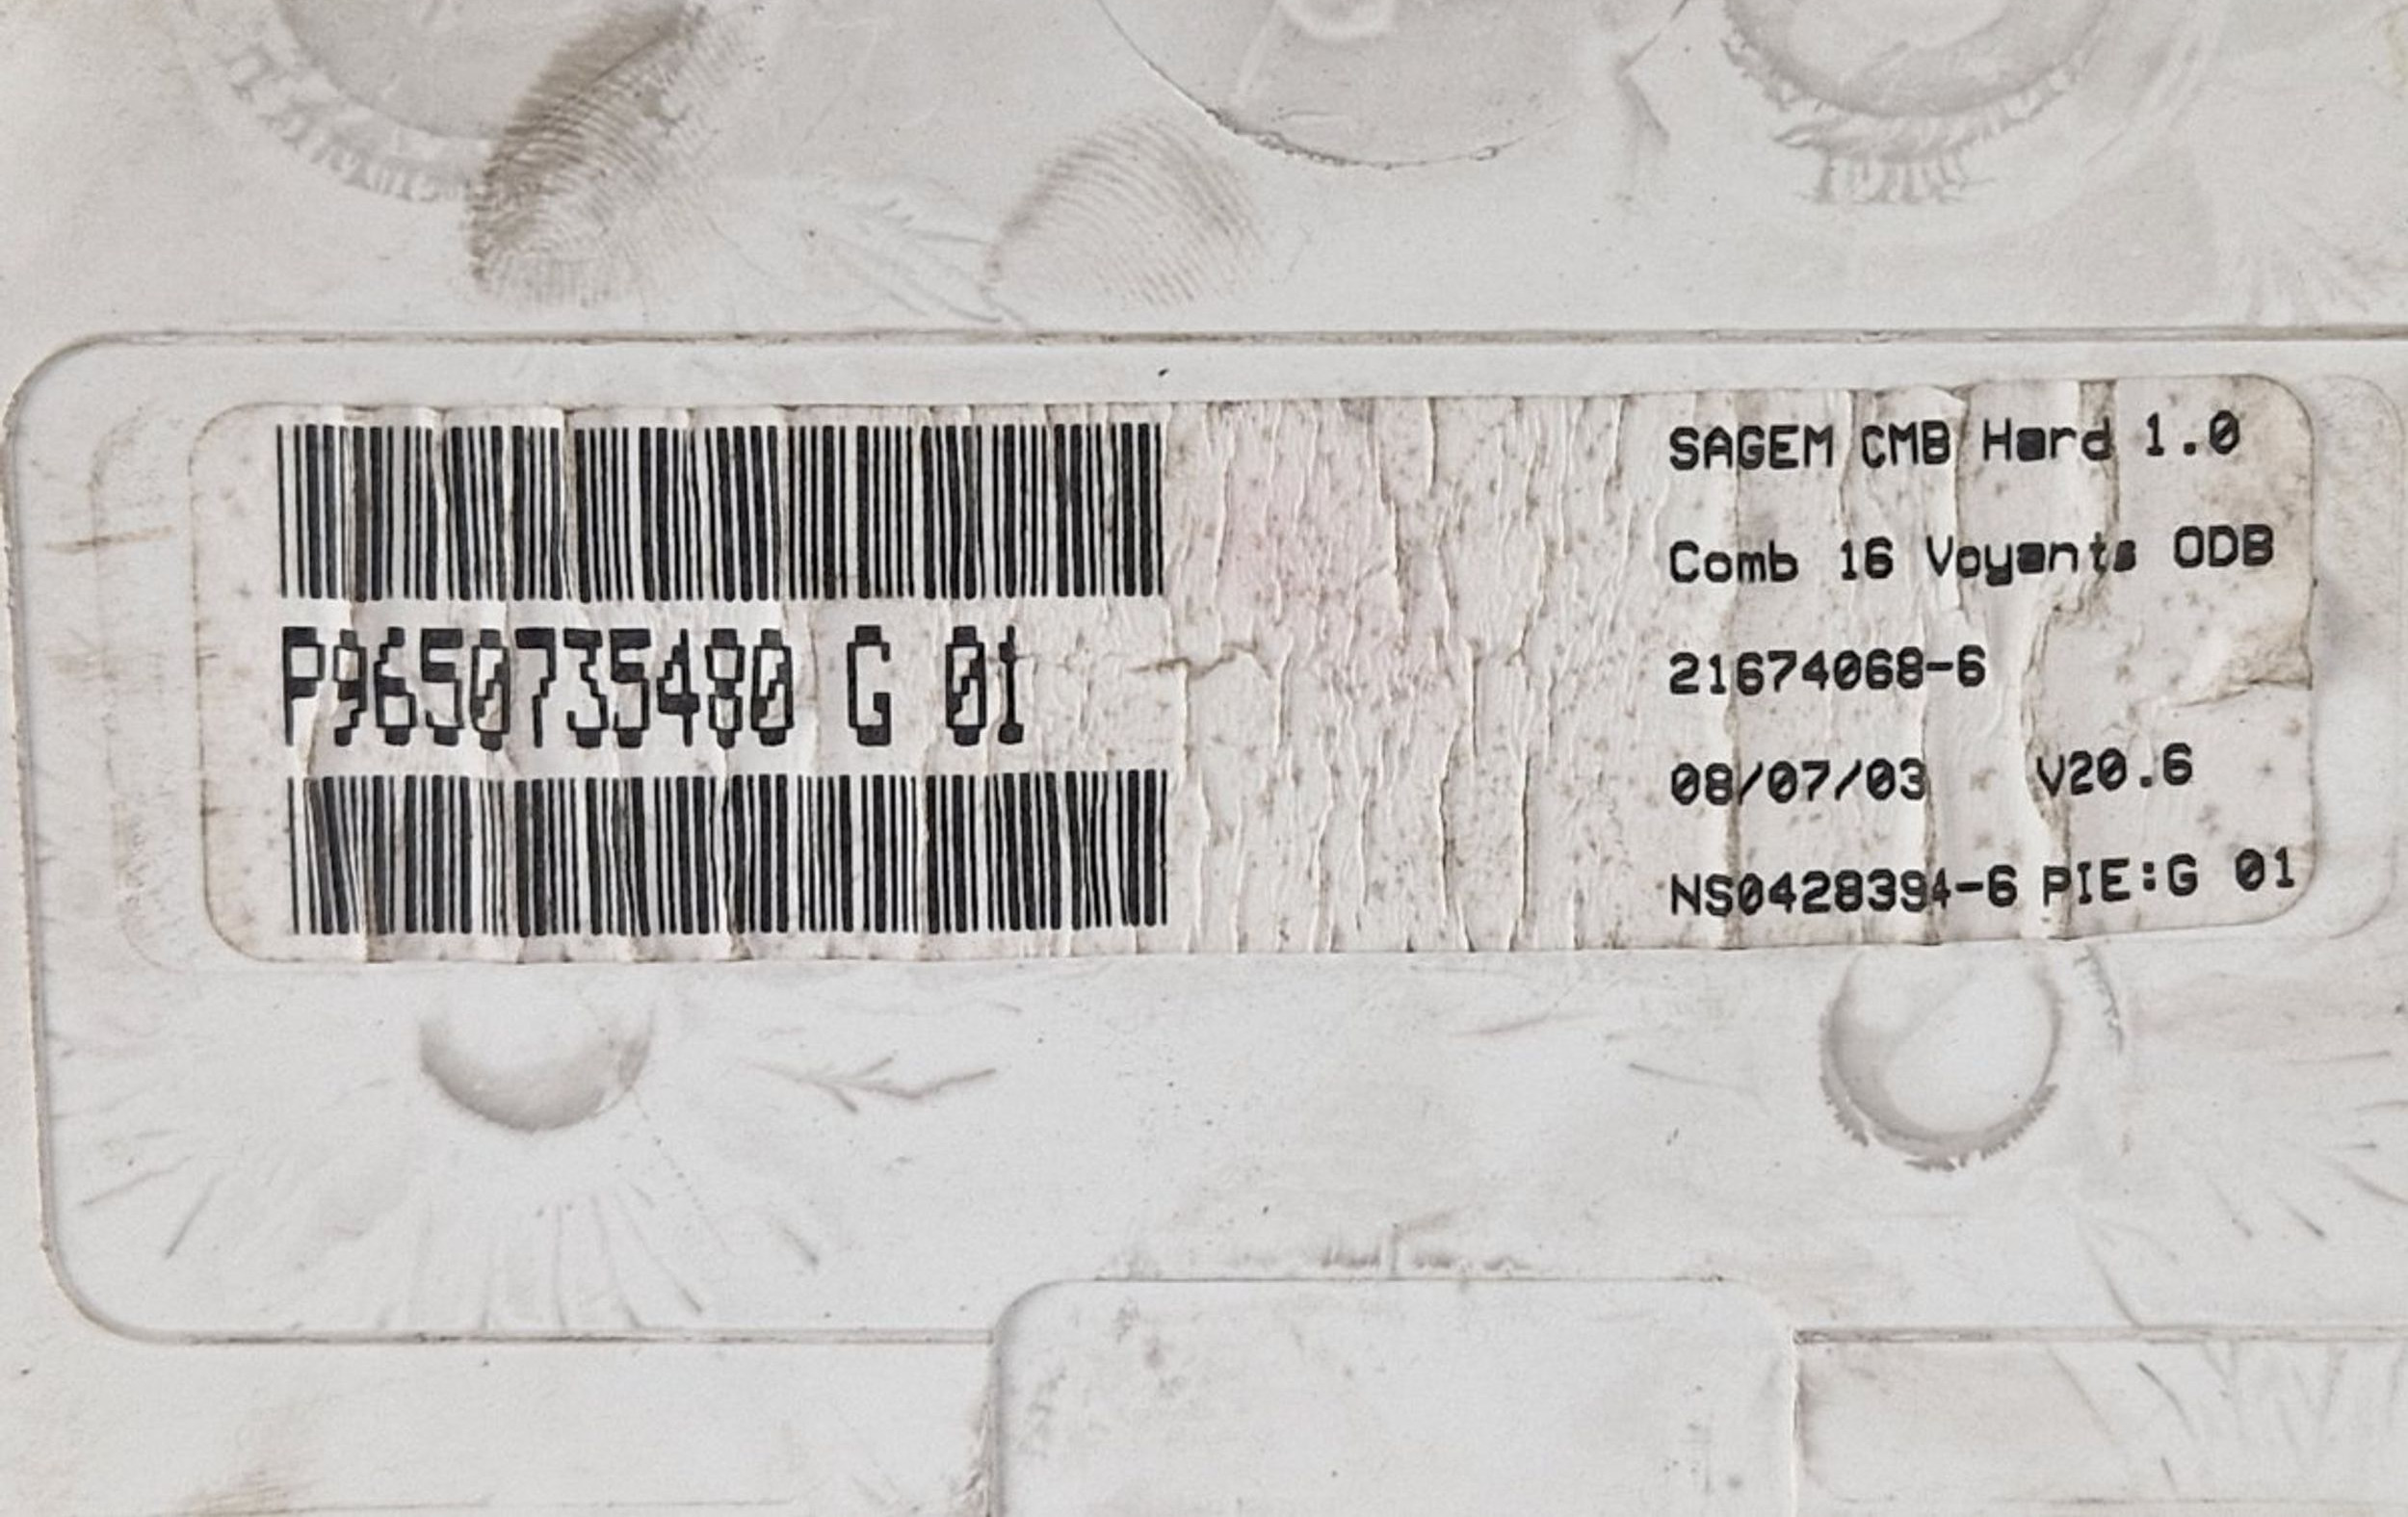 P9650735480 G 01
SAGEM CMB Hard 1.0
Comb 16 Voyants ODB
21674068-6
08/07/03 V20.6
NS0428394-6 PIE:G 01